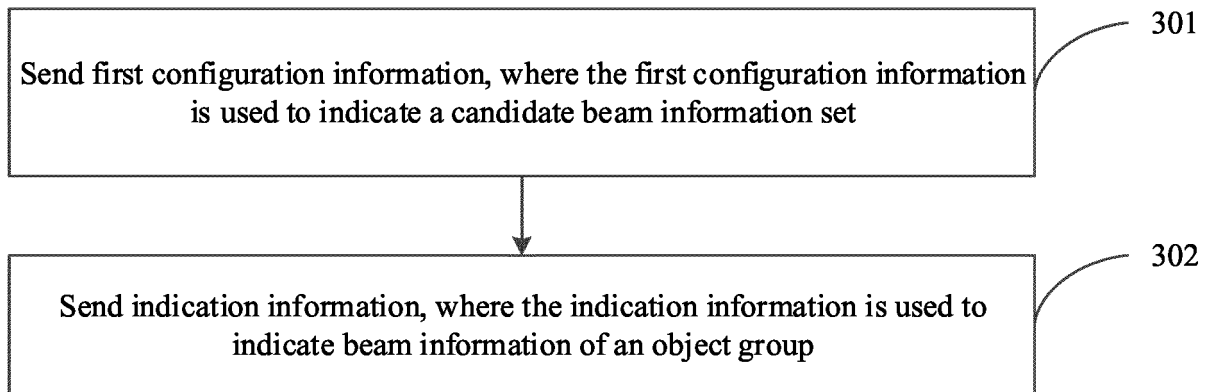 301
Send first configuration information, where the first configuration information
is used to indicate a candidate beam information set
302
Send indication information, where the indication information is used to
indicate beam information of an object group